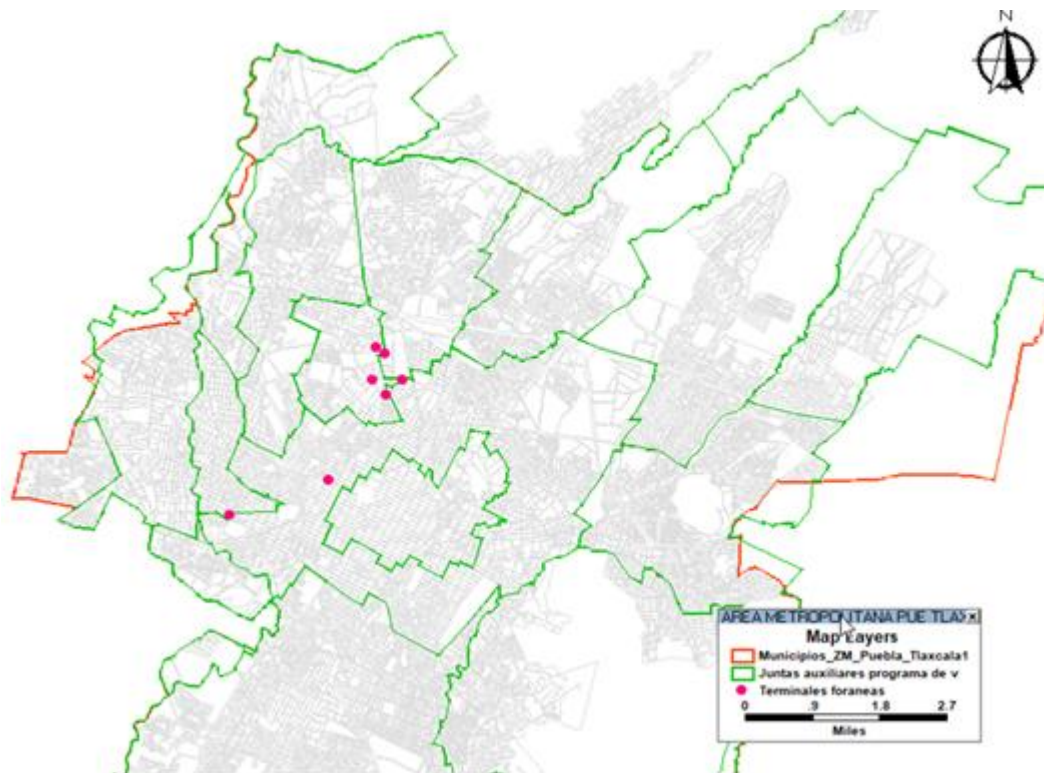 N
AREA METROPOLITANA PUE TLAX
Map Layers
Municipios_ZM_Puebla_Tlaxcala1
Juntas auxiliares programa de v
Terminales foraneas
0 .9 1.8 2.7
Miles